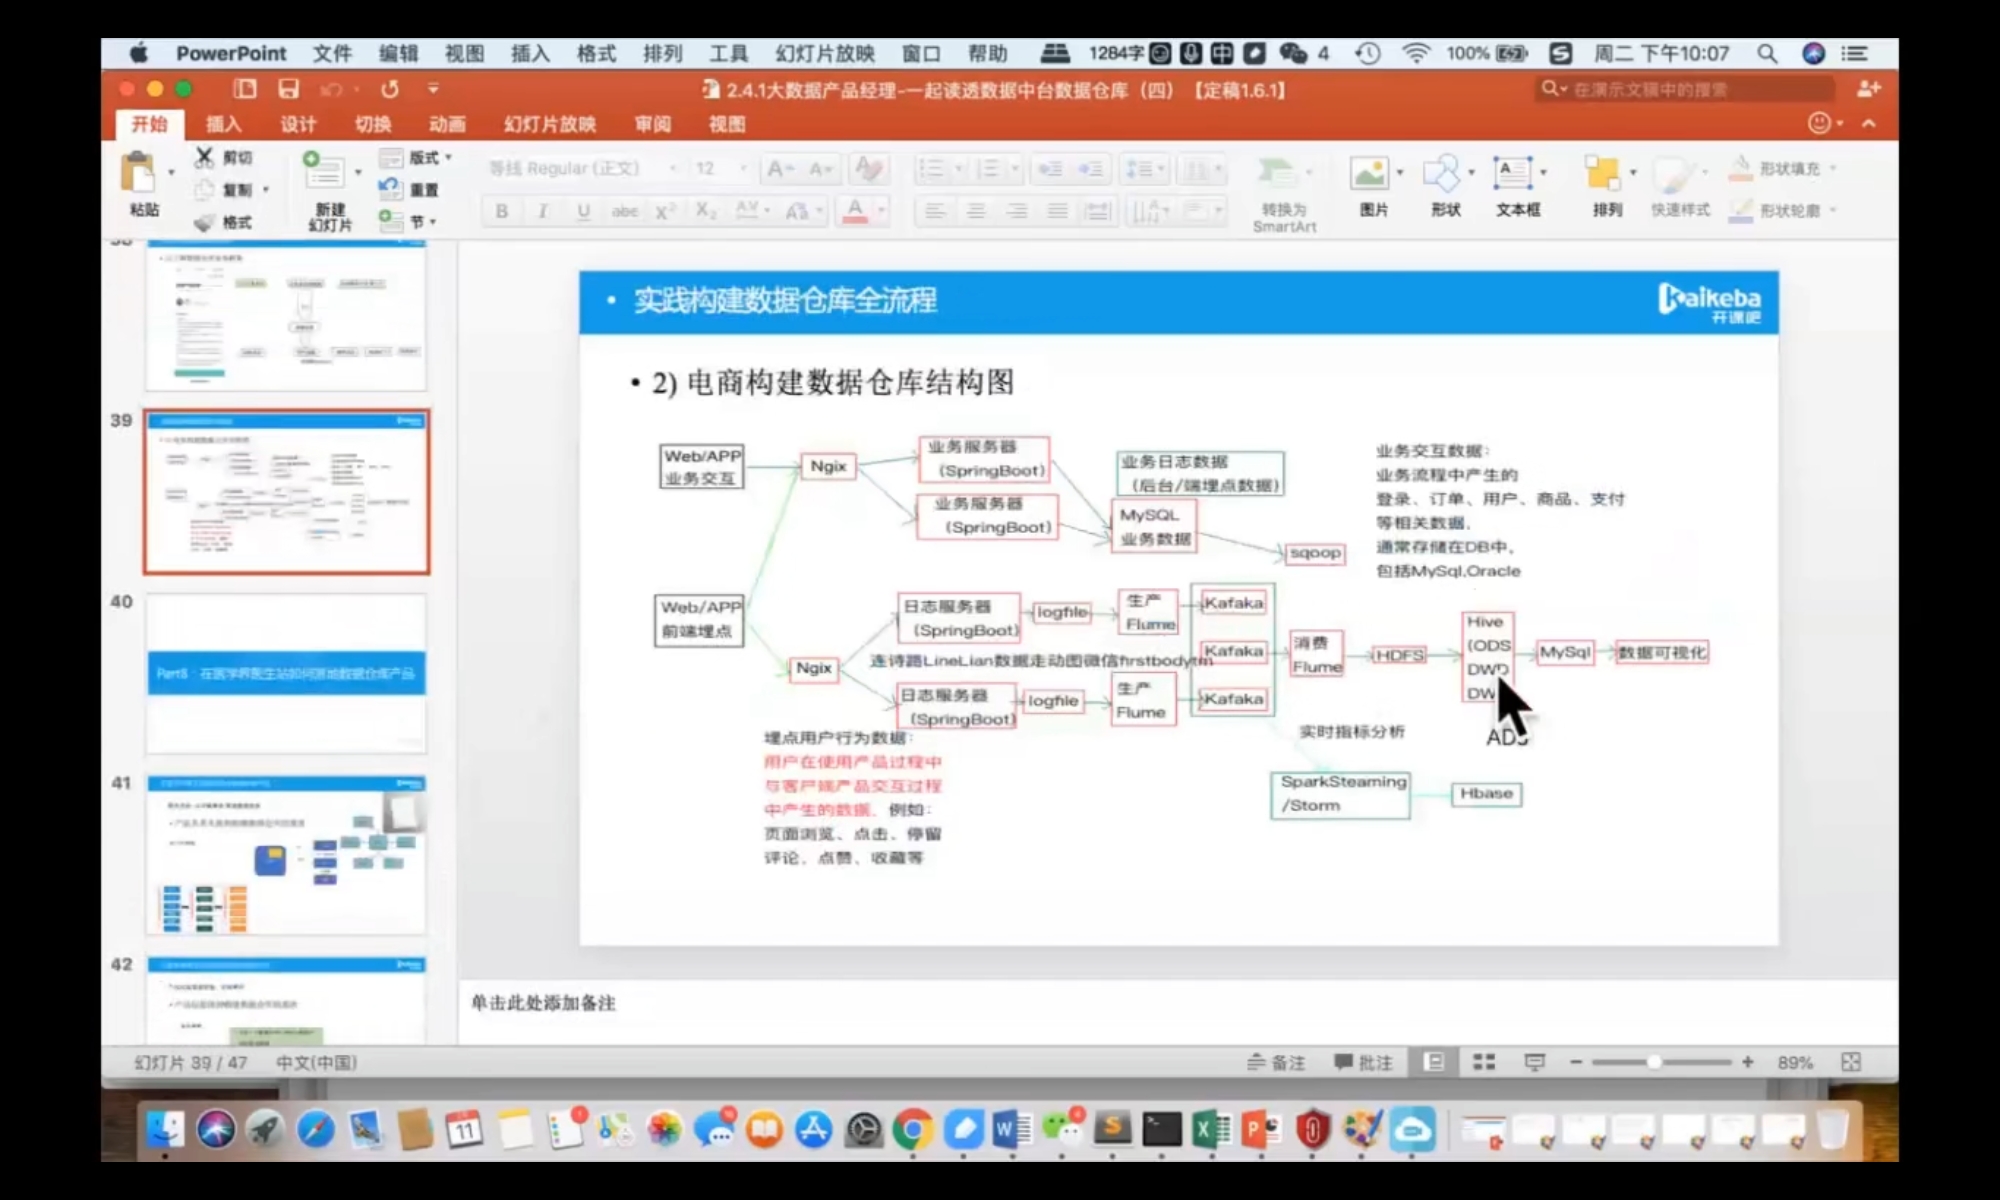 PowerPoint 文件 编辑 视图 插入 格式 排列 工具 幻灯片放映 窗口 帮助 1284字 中 4 100% 周二 下午10:07
2.4.1大数据产品经理-一起读透数据中台数据仓库（四）【定稿1.6.1】
在演示文稿中的搜索
开始 插入 设计 切换 动画 幻灯片放映 审阅 视图
粘贴
剪切
复制
格式
新建
幻灯片
版式
重置
节
等线 Regular (正文) 12
转换为
SmartArt
图片
形状
文本框
排列
快速样式
形状填充
形状轮廓
39
40
Part5：在医学界医生站如何落地数据仓库产品
41
42
• 实践构建数据仓库全流程
kaikeba
开课吧
• 2) 电商构建数据仓库结构图
Web/APP
业务交互
Ngix
业务服务器
（SpringBoot）
业务服务器
（SpringBoot）
业务日志数据
（后台/端埋点数据）
MySQL
业务数据
sqoop
业务交互数据：
业务流程中产生的
登录、订单、用户、商品、支付
等相关数据，
通常存储在DB中，
包括MySql,Oracle
Web/APP
前端埋点
Ngix
日志服务器
（SpringBoot）
logfile
生产
Flume
Kafaka
Kafaka
Kafaka
连诗路LineLian数据走动图微信firstbodytm
日志服务器
（SpringBoot）
logfile
生产
Flume
消费
Flume
HDFS
Hive
(ODS
DWD
DW
ADS
MySql
数据可视化
实时指标分析
SparkSteaming
/Storm
Hbase
埋点用户行为数据：
用户在使用产品过程中
与客户端产品交互过程
中产生的数据，例如：
页面浏览、点击、停留
评论、点赞、收藏等
单击此处添加备注
幻灯片 39 / 47 中文(中国)
备注 批注 89%
11